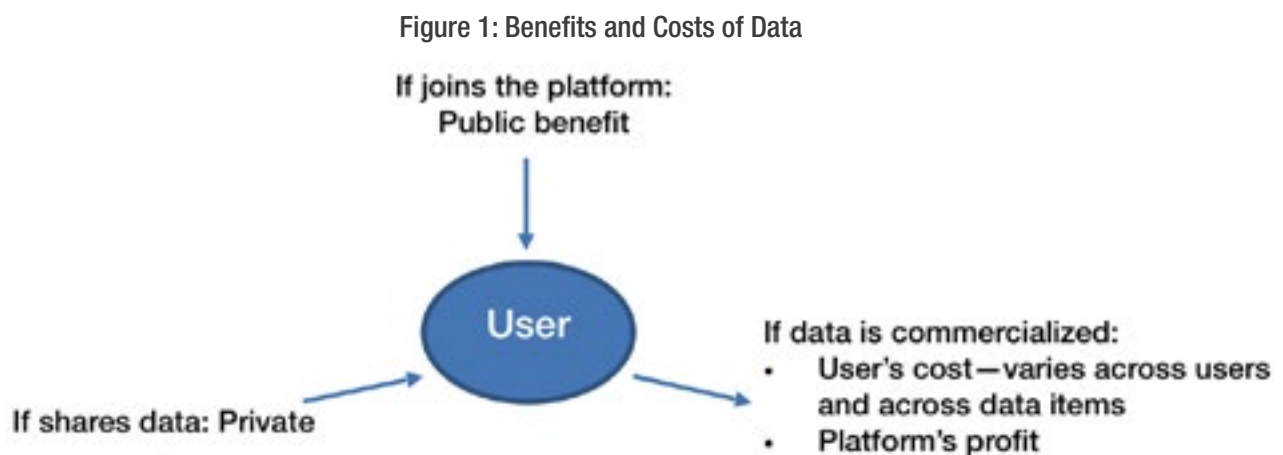 Figure 1: Benefits and Costs of Data
If joins the platform:
Public benefit
User
If shares data: Private
If data is commercialized:
• User's cost—varies across users
and across data items
• Platform's profit